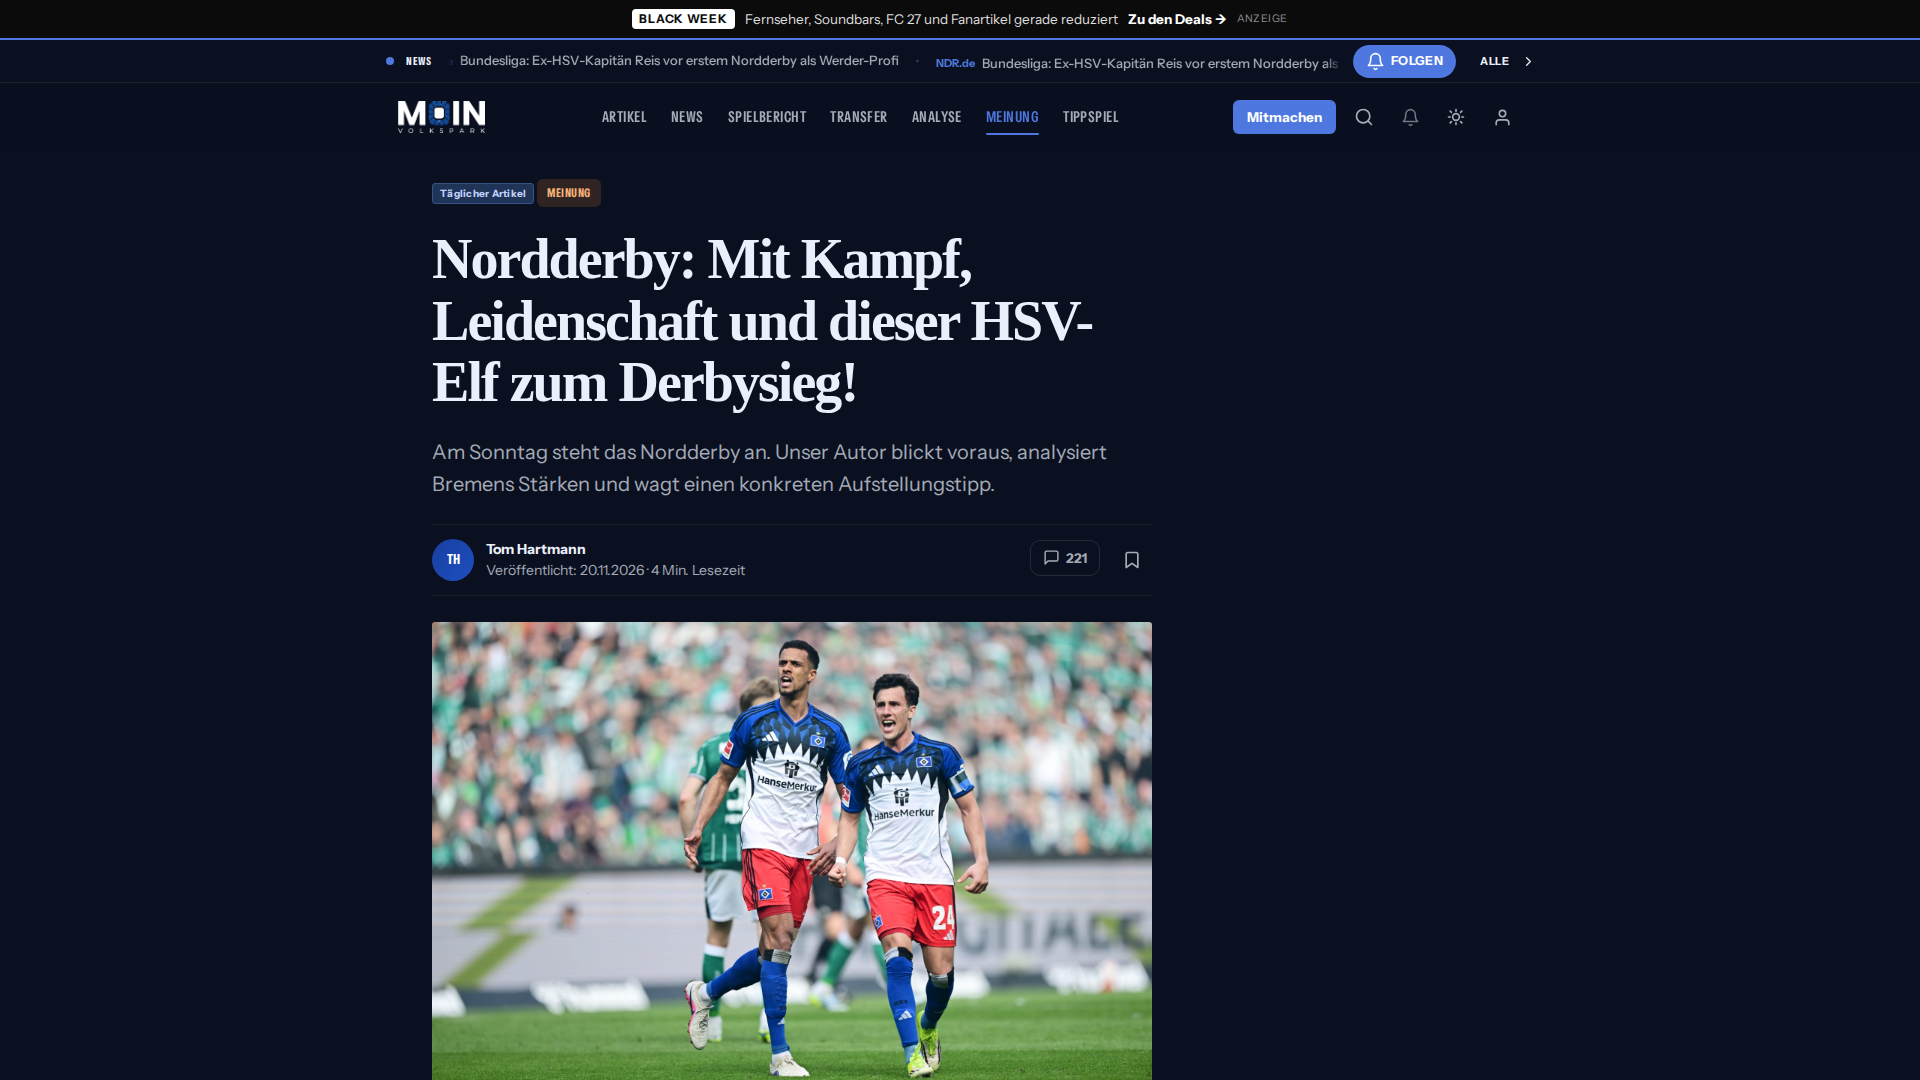 BLACK WEEK Fernseher, Soundbars, FC 27 und Fanartikel gerade reduziert Zu den Deals → ANZEIGE
NEWS Bundesliga: Ex-HSV-Kapitän Reis vor erstem Nordderby als Werder-Profi • NDR.de Bundesliga: Ex-HSV-Kapitän Reis vor erstem Nordderby als FOLGEN ALLE
MOIN
VOLKSPARK
ARTIKEL NEWS SPIELBERICHT TRANSFER ANALYSE MEINUNG TIPPSPIEL Mitmachen
Täglicher Artikel MEINUNG
Nordderby: Mit Kampf,
Leidenschaft und dieser HSV-
Elf zum Derbysieg!
Am Sonntag steht das Nordderby an. Unser Autor blickt voraus, analysiert
Bremens Stärken und wagt einen konkreten Aufstellungstipp.
TH Tom Hartmann
Veröffentlicht: 20.11.2026 · 4 Min. Lesezeit
221
HanseMerkur
HanseMerkur
24